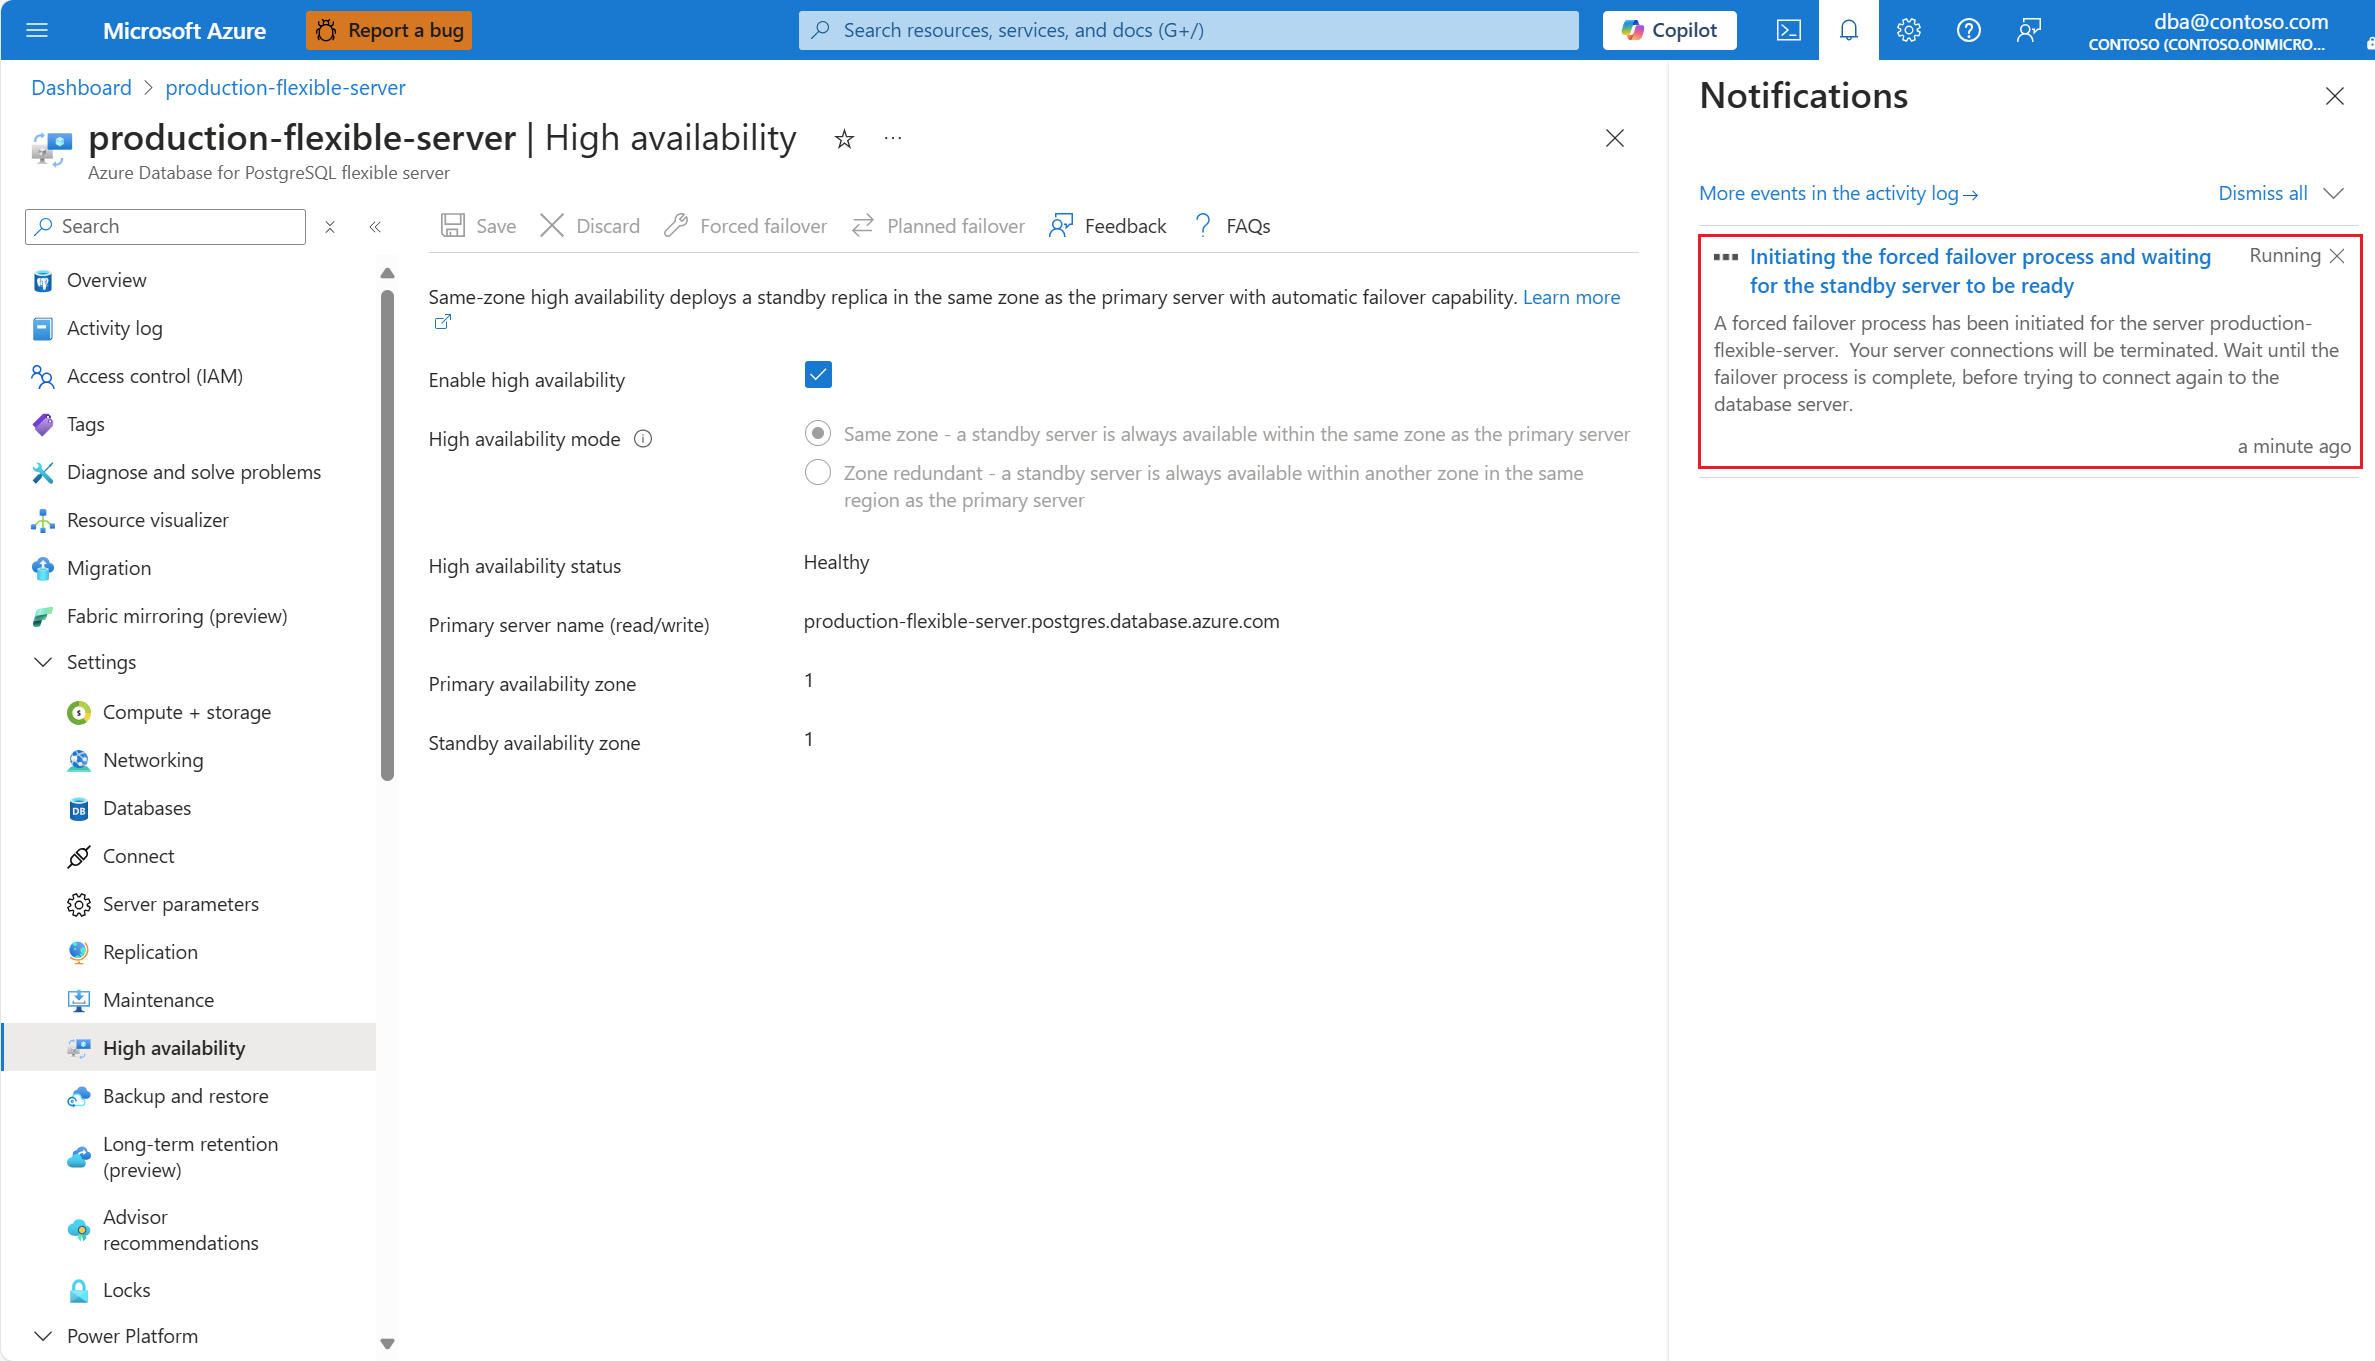 Microsoft Azure
Report a bug
Search resources, services, and docs (G+/)
Copilot
dba@contoso.com
CONTOSO (CONTOSO.ONMICRO...
Dashboard > production-flexible-server
production-flexible-server | High availability
Azure Database for PostgreSQL flexible server
Search
Overview
Activity log
Access control (IAM)
Tags
Diagnose and solve problems
Resource visualizer
Migration
Fabric mirroring (preview)
Settings
Compute + storage
Networking
Databases
Connect
Server parameters
Replication
Maintenance
High availability
Backup and restore
Long-term retention
(preview)
Advisor
recommendations
Locks
Power Platform
Save
Discard
Forced failover
Planned failover
Feedback
FAQs
Same-zone high availability deploys a standby replica in the same zone as the primary server with automatic failover capability. Learn more
Enable high availability
High availability mode
Same zone - a standby server is always available within the same zone as the primary server
Zone redundant - a standby server is always available within another zone in the same
region as the primary server
High availability status
Healthy
Primary server name (read/write)
production-flexible-server.postgres.database.azure.com
Primary availability zone
1
Standby availability zone
1
Notifications
More events in the activity log→
Dismiss all
Initiating the forced failover process and waiting
for the standby server to be ready
Running
A forced failover process has been initiated for the server production-
flexible-server. Your server connections will be terminated. Wait until the
failover process is complete, before trying to connect again to the
database server.
a minute ago